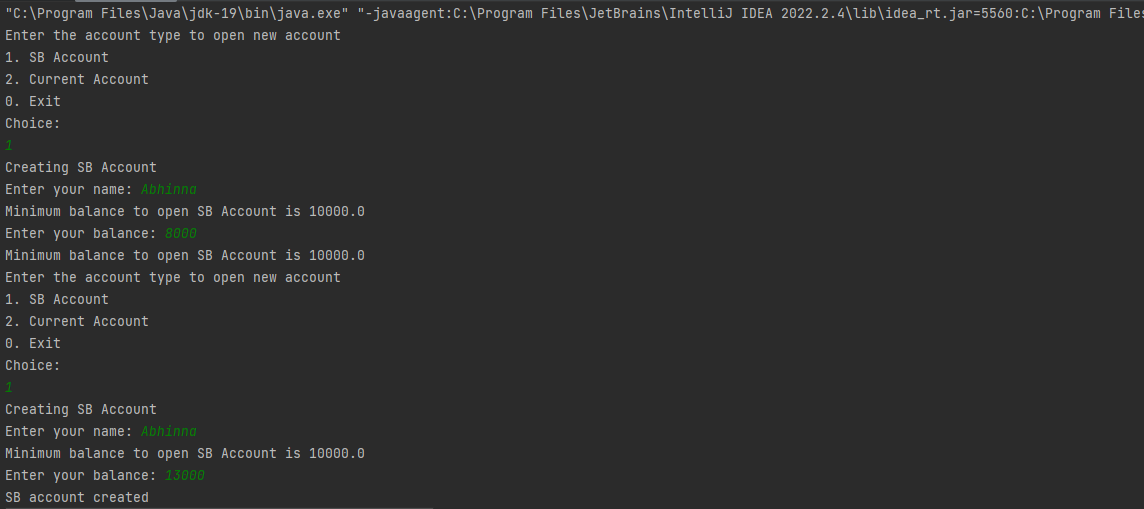 "C:\Program Files\Java\jdk-19\bin\java.exe" "-javaagent:C:\Program Files\JetBrains\IntelliJ IDEA 2022.2.4\lib\idea_rt.jar=5560:C:\Program Files
Enter the account type to open new account
1. SB Account
2. Current Account
0. Exit
Choice:
1
Creating SB Account
Enter your name: Abhinna
Minimum balance to open SB Account is 10000.0
Enter your balance: 8000
Minimum balance to open SB Account is 10000.0
Enter the account type to open new account
1. SB Account
2. Current Account
0. Exit
Choice:
1
Creating SB Account
Enter your name: Abhinna
Minimum balance to open SB Account is 10000.0
Enter your balance: 13000
SB account created